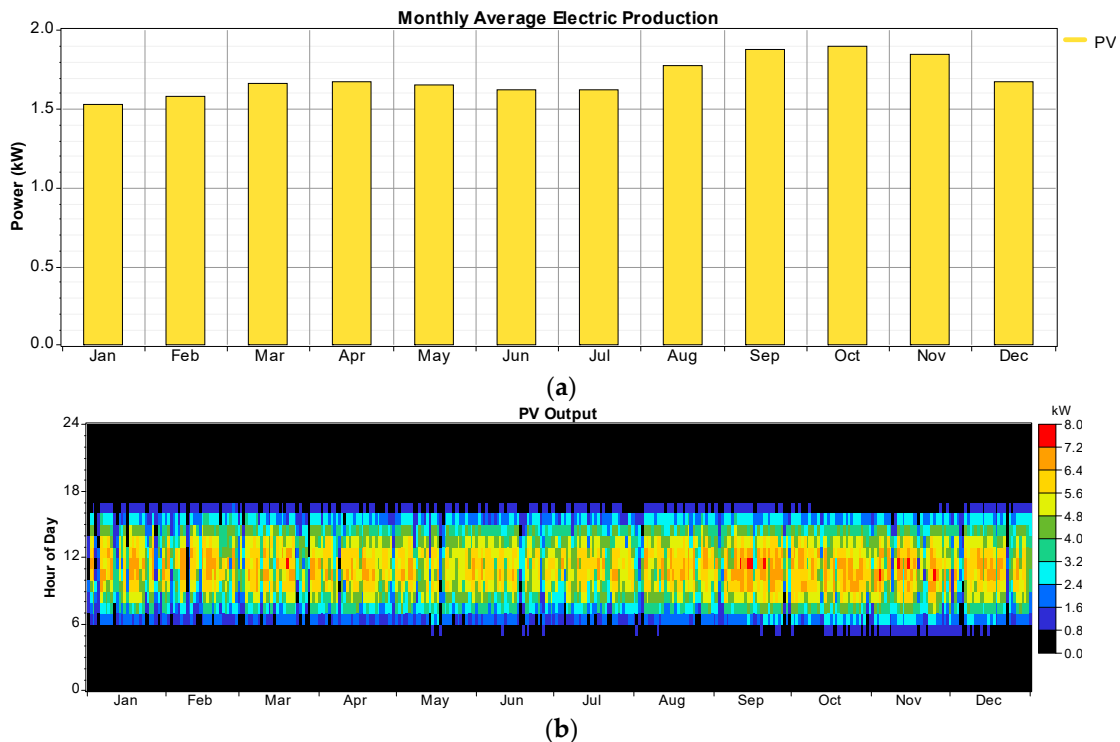 Monthly Average Electric Production
2.0
1.5
1.0
0.5
0.0
Power (kW)
PV
Jan Feb Mar Apr May Jun Jul Aug Sep Oct Nov Dec
(a)
PV Output
24
18
12
6
0
Hour of Day
kW
8.0
7.2
6.4
5.6
4.8
4.0
3.2
2.4
1.6
0.8
0.0
Jan Feb Mar Apr May Jun Jul Aug Sep Oct Nov Dec
(b)